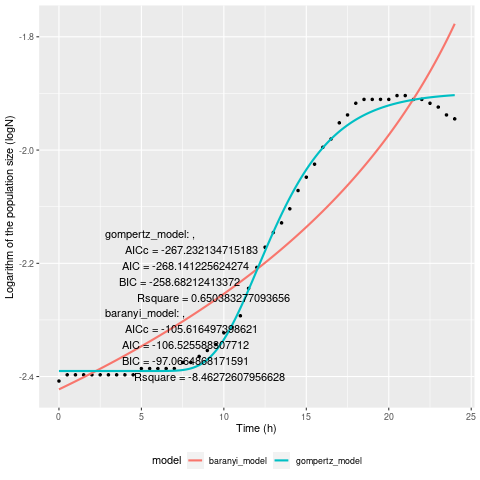 -1.8
-2.0
-2.2
-2.4
Logarithm of the population size (logN)
gompertz_model: ,
AICc = -267.232134715183
AIC = -268.141225624274
BIC = -258.68212413372
Rsquare = 0.650383277093656
baranyi_model: ,
AICc = -105.616497398621
AIC = -106.525588307712
BIC = -97.0664868171591
Rsquare = -8.46272607956628
0 5 10 15 20 25
Time (h)
model baranyi_model gompertz_model